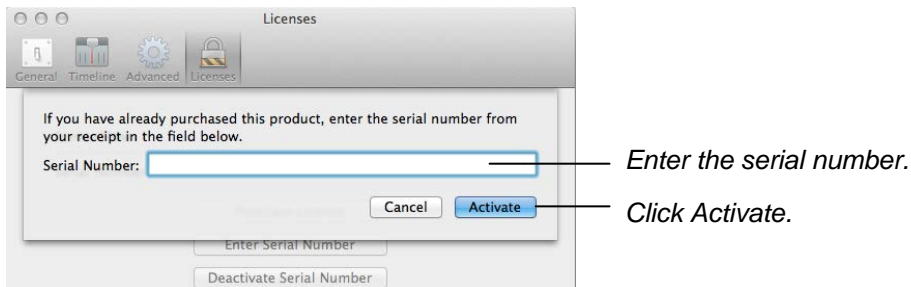 Licenses
General Timeline Advanced Licenses
If you have already purchased this product, enter the serial number from
your receipt in the field below.
Serial Number:
Enter the serial number.
Cancel Activate
Click Activate.
Enter Serial Number
Deactivate Serial Number